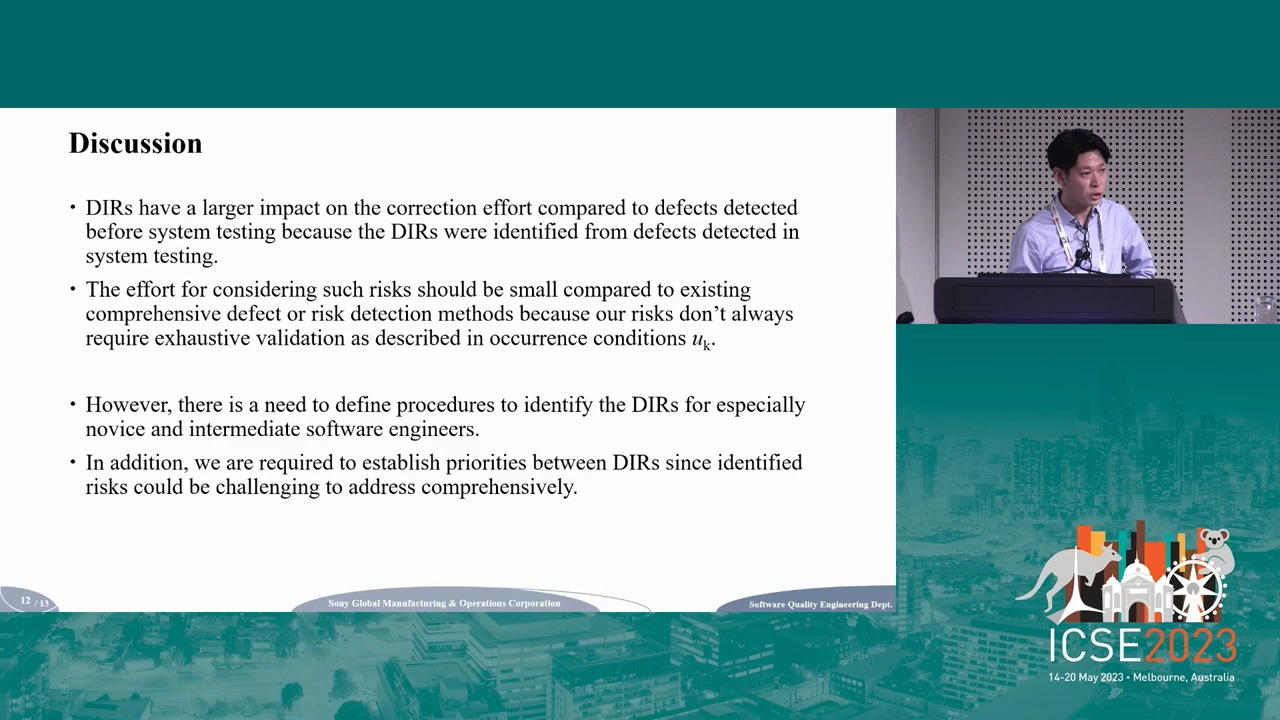 Discussion
• DIRs have a larger impact on the correction effort compared to defects detected
before system testing because the DIRs were identified from defects detected in
system testing.
• The effort for considering such risks should be small compared to existing
comprehensive defect or risk detection methods because our risks don’t always
require exhaustive validation as described in occurrence conditions uk.
• However, there is a need to define procedures to identify the DIRs for especially
novice and intermediate software engineers.
• In addition, we are required to establish priorities between DIRs since identified
risks could be challenging to address comprehensively.
12 / 13
Sony Global Manufacturing & Operations Corporation
Software Quality Engineering Dept.
ICSE2023
14-20 May 2023 • Melbourne, Australia